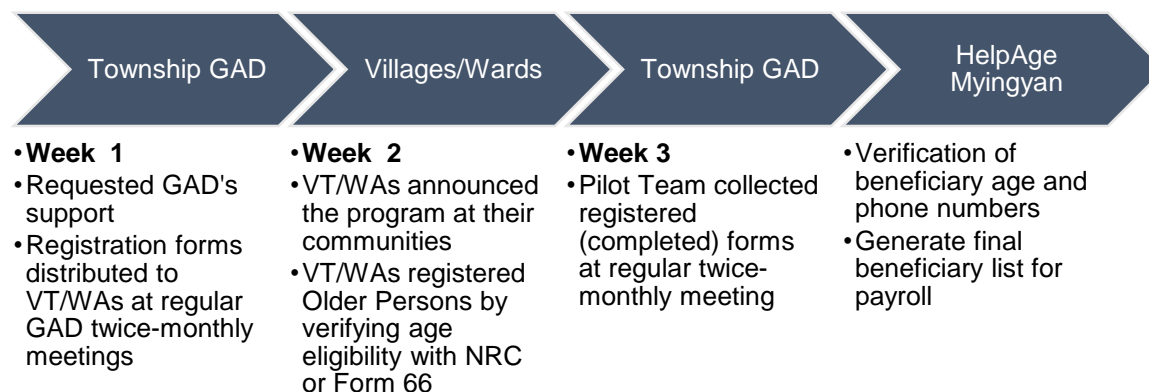 Township GAD
Villages/Wards
Township GAD
HelpAge
Myingyan
•Week 1
•Requested GAD's
support
•Registration forms
distributed to
VT/WAs at regular
GAD twice-monthly
meetings
•Week 2
•VT/WAs announced
the program at their
communities
•VT/WAs registered
Older Persons by
verifying age
eligibility with NRC
or Form 66
•Week 3
•Pilot Team collected
registered
(completed) forms
at regular twice-
monthly meeting
•Verification of
beneficiary age and
phone numbers
•Generate final
beneficiary list for
payroll